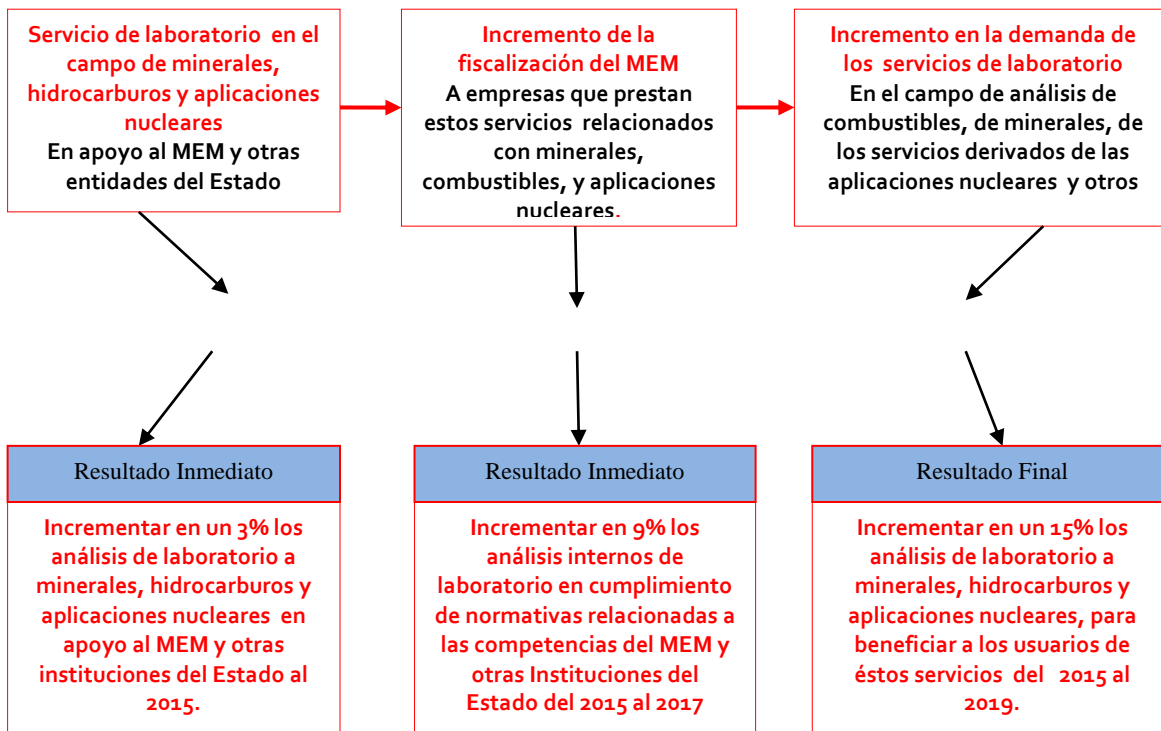 Servicio de laboratorio en el
campo de minerales,
hidrocarburos y aplicaciones
nucleares
En apoyo al MEM y otras
entidades del Estado
Incremento de la
fiscalización del MEM
A empresas que prestan
estos servicios relacionados
con minerales,
combustibles, y aplicaciones
nucleares.
Incremento en la demanda de
los servicios de laboratorio
En el campo de análisis de
combustibles, de minerales, de
los servicios derivados de las
aplicaciones nucleares y otros
Resultado Inmediato
Incrementar en un 3% los
análisis de laboratorio a
minerales, hidrocarburos y
aplicaciones nucleares en
apoyo al MEM y otras
instituciones del Estado al
2015.
Resultado Inmediato
Incrementar en 9% los
análisis internos de
laboratorio en cumplimiento
de normativas relacionadas a
las competencias del MEM y
otras Instituciones del
Estado del 2015 al 2017
Resultado Final
Incrementar en un 15% los
análisis de laboratorio a
minerales, hidrocarburos y
aplicaciones nucleares, para
beneficiar a los usuarios de
éstos servicios del 2015 al
2019.